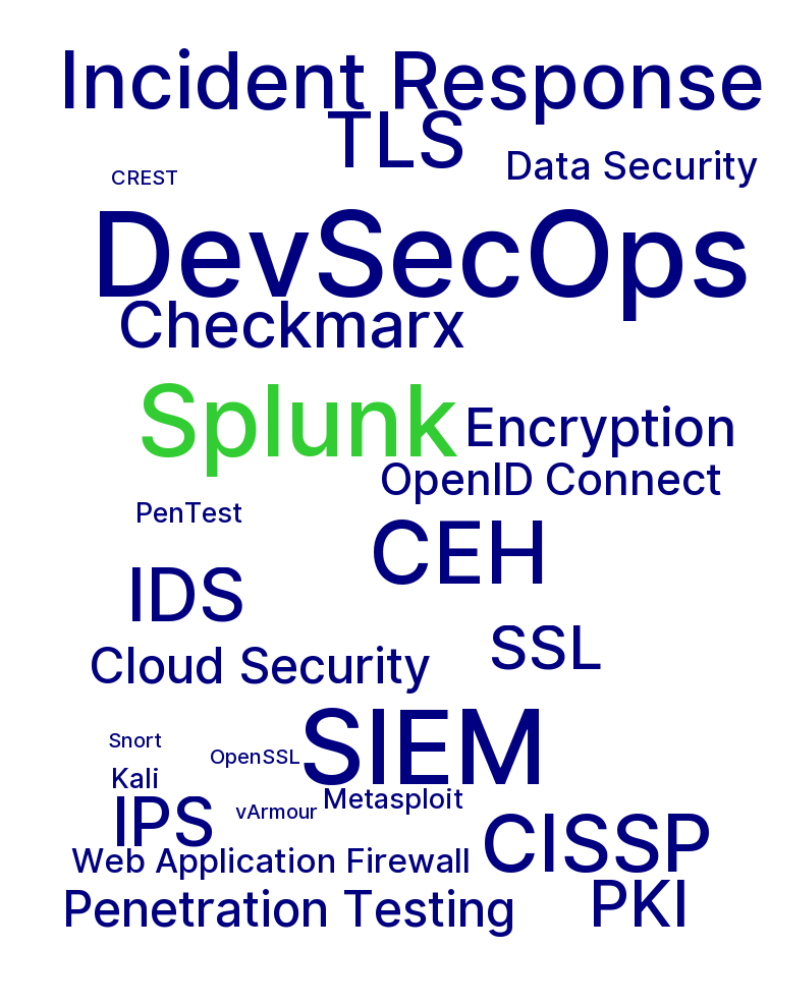 Incident Response
TLS
Data Security
CREST
DevSecOps
Checkmarx
Splunk
Encryption
OpenID Connect
PenTest
CEH
IDS
SSL
Cloud Security
SIEM
Snort
OpenSSL
Kali
Metasploit
vArmour
IPS
CISSP
Web Application Firewall
PKI
Penetration Testing